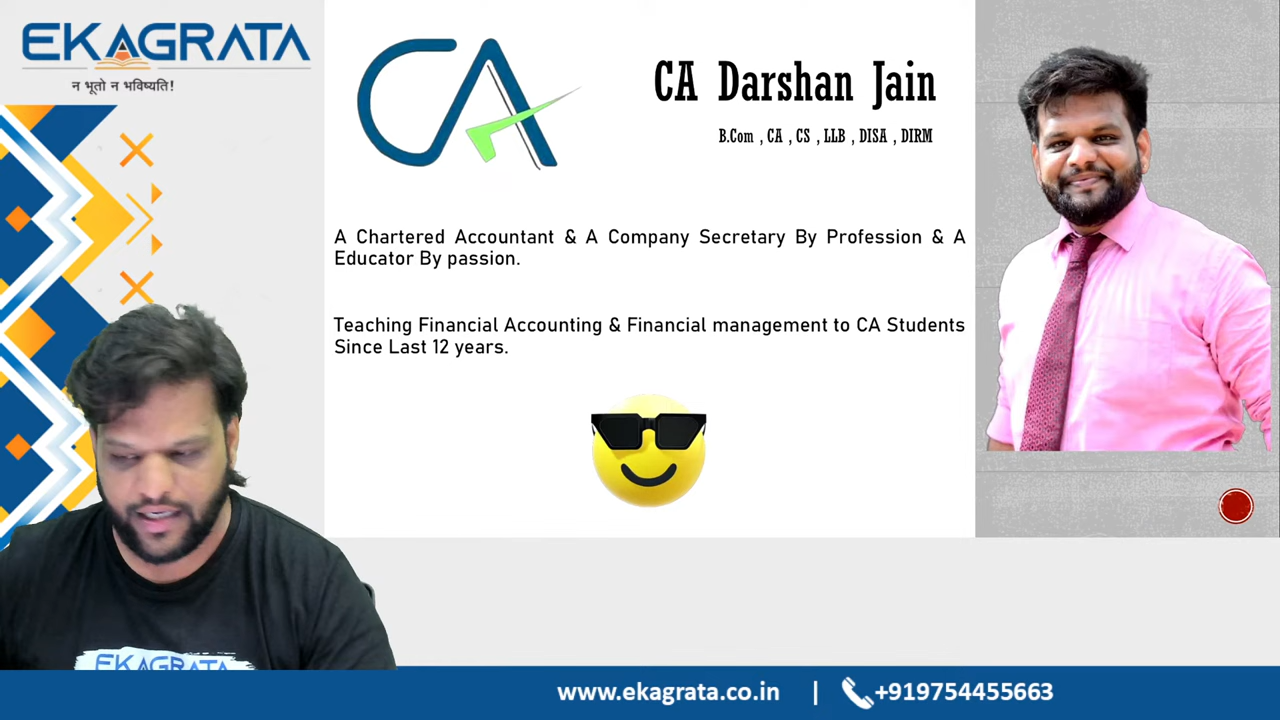 EKAGRATA
न भूतो न भविष्यति!
CA
CA Darshan Jain
B.Com , CA , CS , LLB , DISA , DIRM
A Chartered Accountant & A Company Secretary By Profession & A
Educator By passion.
Teaching Financial Accounting & Financial management to CA Students
Since Last 12 years.
EKAGRATA
www.ekagrata.co.in | +919754455663